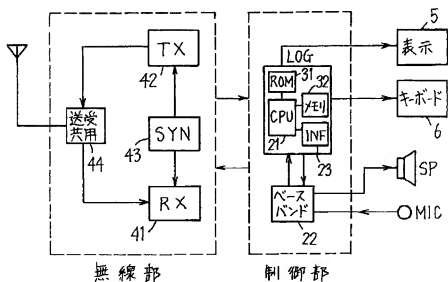 TX
42
送受
共用
44
SYN
43
RX
41
無線部
LOG
ROM
31
32
メモリ
CPU
21
INF
23
ベース
バンド
22
制御部
5
表示
キーボード
6
SP
MIC